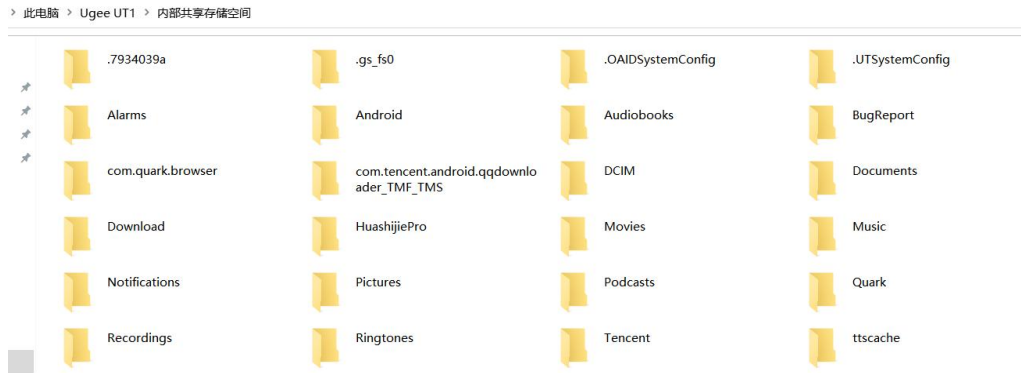 此电脑 > Ugee UT1 > 内部共享存储空间
.7934039a
.gs_fs0
.OAIDSystemConfig
.UTSystemConfig
Alarms
Android
Audiobooks
BugReport
com.quark.browser
com.tencent.android.qqdownlo
ader_TMF_TMS
DCIM
Documents
Download
HuashijiePro
Movies
Music
Notifications
Pictures
Podcasts
Quark
Recordings
Ringtones
Tencent
ttscache